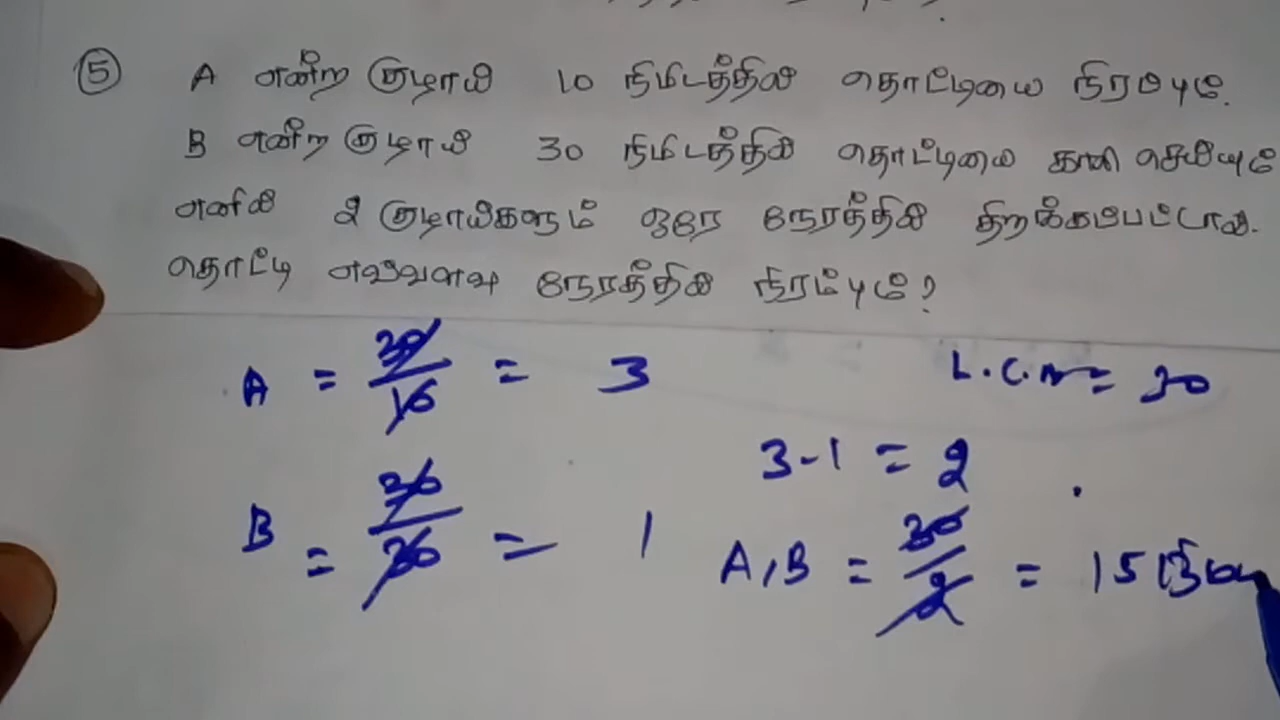 ⑤ A என்ற குழாய் 10 நிமிடத்தில் தொட்டியை நிரம்பும்.
B என்ற குழாய் 30 நிமிடத்தில் தொட்டியை காலி செய்யும்
எனில் 2 குழாய்களும் ஒரே நேரத்தில் திறக்கப்பட்டால்.
தொட்டி எவ்வளவு நேரத்தில் நிரம்பும்?
A = 30/10 = 3
L.C.M = 30
3-1 = 2
B = 30/30 = 1
A,B = 30/2 = 15